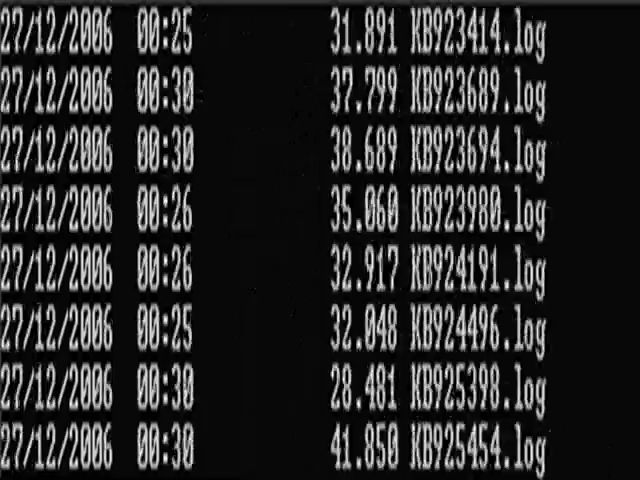 27/12/2006 00:25 31.891 KB923414.log
27/12/2006 00:30 37.799 KB923689.log
27/12/2006 00:30 38.689 KB923694.log
27/12/2006 00:26 35.060 KB923980.log
27/12/2006 00:26 32.917 KB924191.log
27/12/2006 00:25 32.048 KB924496.log
27/12/2006 00:30 28.481 KB925398.log
27/12/2006 00:30 41.850 KB925454.log